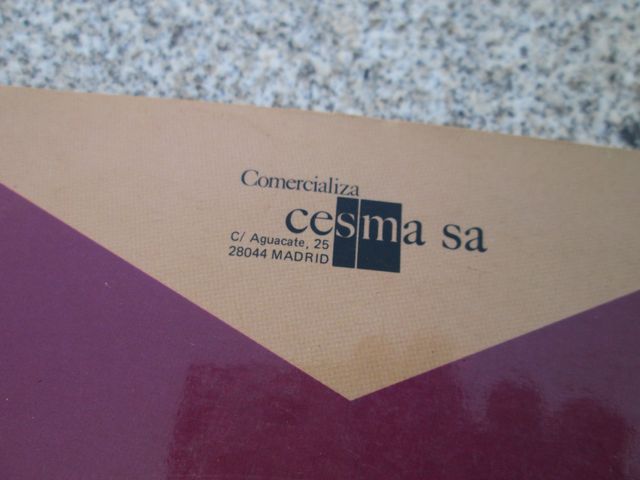 Comercializa
cesma sa
C/ Aguacate, 25
28044 MADRID